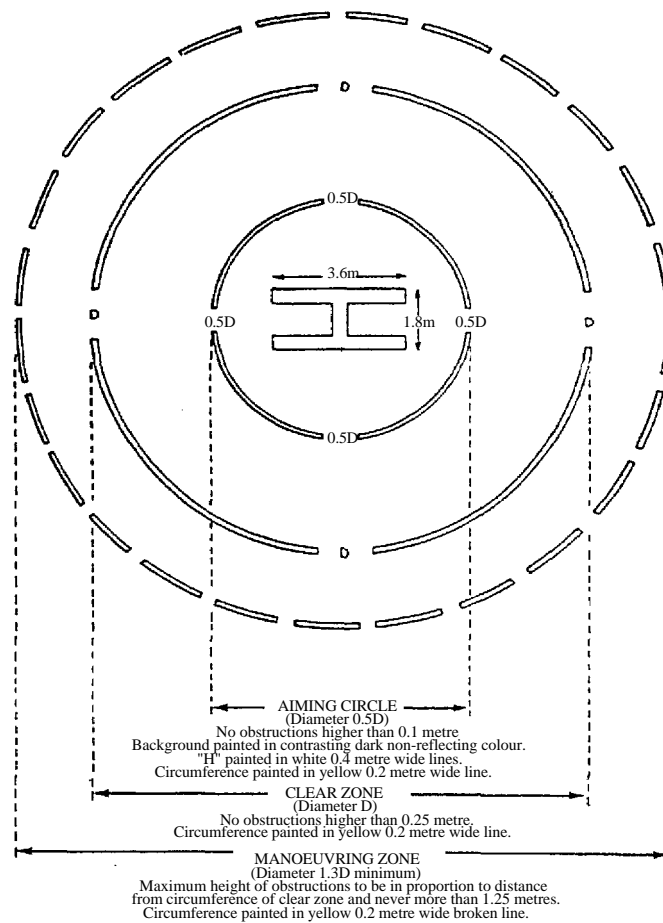 D
0.5D
3.6m
0.5D
1.8m
0.5D
D
D
0.5D
D
AIMING CIRCLE
(Diameter 0.5D)
No obstructions higher than 0.1 metre
Background painted in contrasting dark non-reflecting colour.
"H" painted in white 0.4 metre wide lines.
Circumference painted in yellow 0.2 metre wide line.
CLEAR ZONE
(Diameter D)
No obstructions higher than 0.25 metre.
Circumference painted in yellow 0.2 metre wide line.
MANOEUVRING ZONE
(Diameter 1.3D minimum)
Maximum height of obstructions to be in proportion to distance
from circumference of clear zone and never more than 1.25 metres.
Circumference painted in yellow 0.2 metre wide broken line.